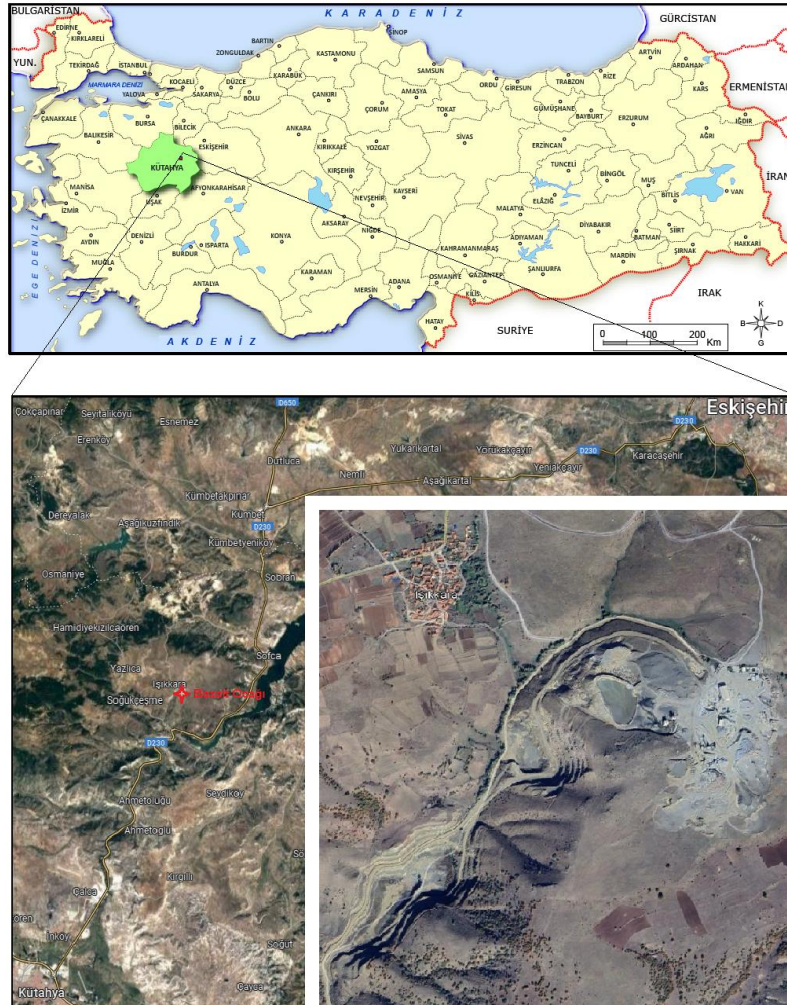 BULGARİSTAN
KARADENİZ
GÜRCİSTAN
EDİRNE
KIRKLARELİ
TEKİRDAĞ
YUN.
İSTANBUL
MARMARA DENİZİ
YALOVA
KOCAELİ
SAKARYA
DÜZCE
BOLU
ZONGULDAK
BARTIN
KARABÜK
KASTAMONU
SİNOP
ÇANKIRI
SAMSUN
AMASYA
ÇORUM
TOKAT
ORDU
GİRESUN
TRABZON
RİZE
ARTVİN
ARDAHAN
KARS
ERMENİSTAN
GÜMÜŞHANE
BAYBURT
ERZURUM
IĞDIR
AĞRI
ÇANAKKALE
BALIKESİR
BURSA
BİLECİK
ESKİŞEHİR
ANKARA
KIRIKKALE
YOZGAT
SİVAS
ERZİNCAN
TUNCELİ
BİNGÖL
MUŞ
BİTLİS
VAN
İRAN
KÜTAHYA
MANİSA
UŞAK
AFYONKARAHİSAR
KIRŞEHİR
NEVŞEHİR
KAYSERİ
MALATYA
ELÂZIĞ
DİYABAKIR
BATMAN
SİİRT
ŞIRNAK
HAKKARİ
İZMİR
AYDIN
DENİZLİ
BURDUR
ISPARTA
KONYA
AKSARAY
NİĞDE
KAHRAMANMARAŞ
ADIYAMAN
ŞANLIURFA
MARDİN
EGE DENİZİ
MUĞLA
ANTALYA
KARAMAN
MERSİN
ADANA
OSMANİYE
GAZİANTEP
KİLİS
HATAY
SURİYE
IRAK
AKDENİZ
0 100 200
Km
K
B D
G
Çokçapınar
Seyitaliköyü
Esnemez
Erenköy
D650
Dutluca
Eskişehir
D230
Karacaşehir
Yukarıkartal
Yörükakçayır
D230
Yeniakçayır
Nemli
Aşağıkartal
Kümbetakpınar
Kümbet
D230
Kümbetyeniköy
Dereyalak
Aşağıkuzfındık
Osmaniye
Sobran
Hamidiyekızılcaören
Sofca
Yazlıca
Işıkkara
Söğükçeşme
D230
Ahmetoluğu
Ahmetoğlu
Seydiköy
Kırgıllı
Çalca
ören
İnköy
Kütahya
Sö
Söğüt
Çayca
Işıkkara